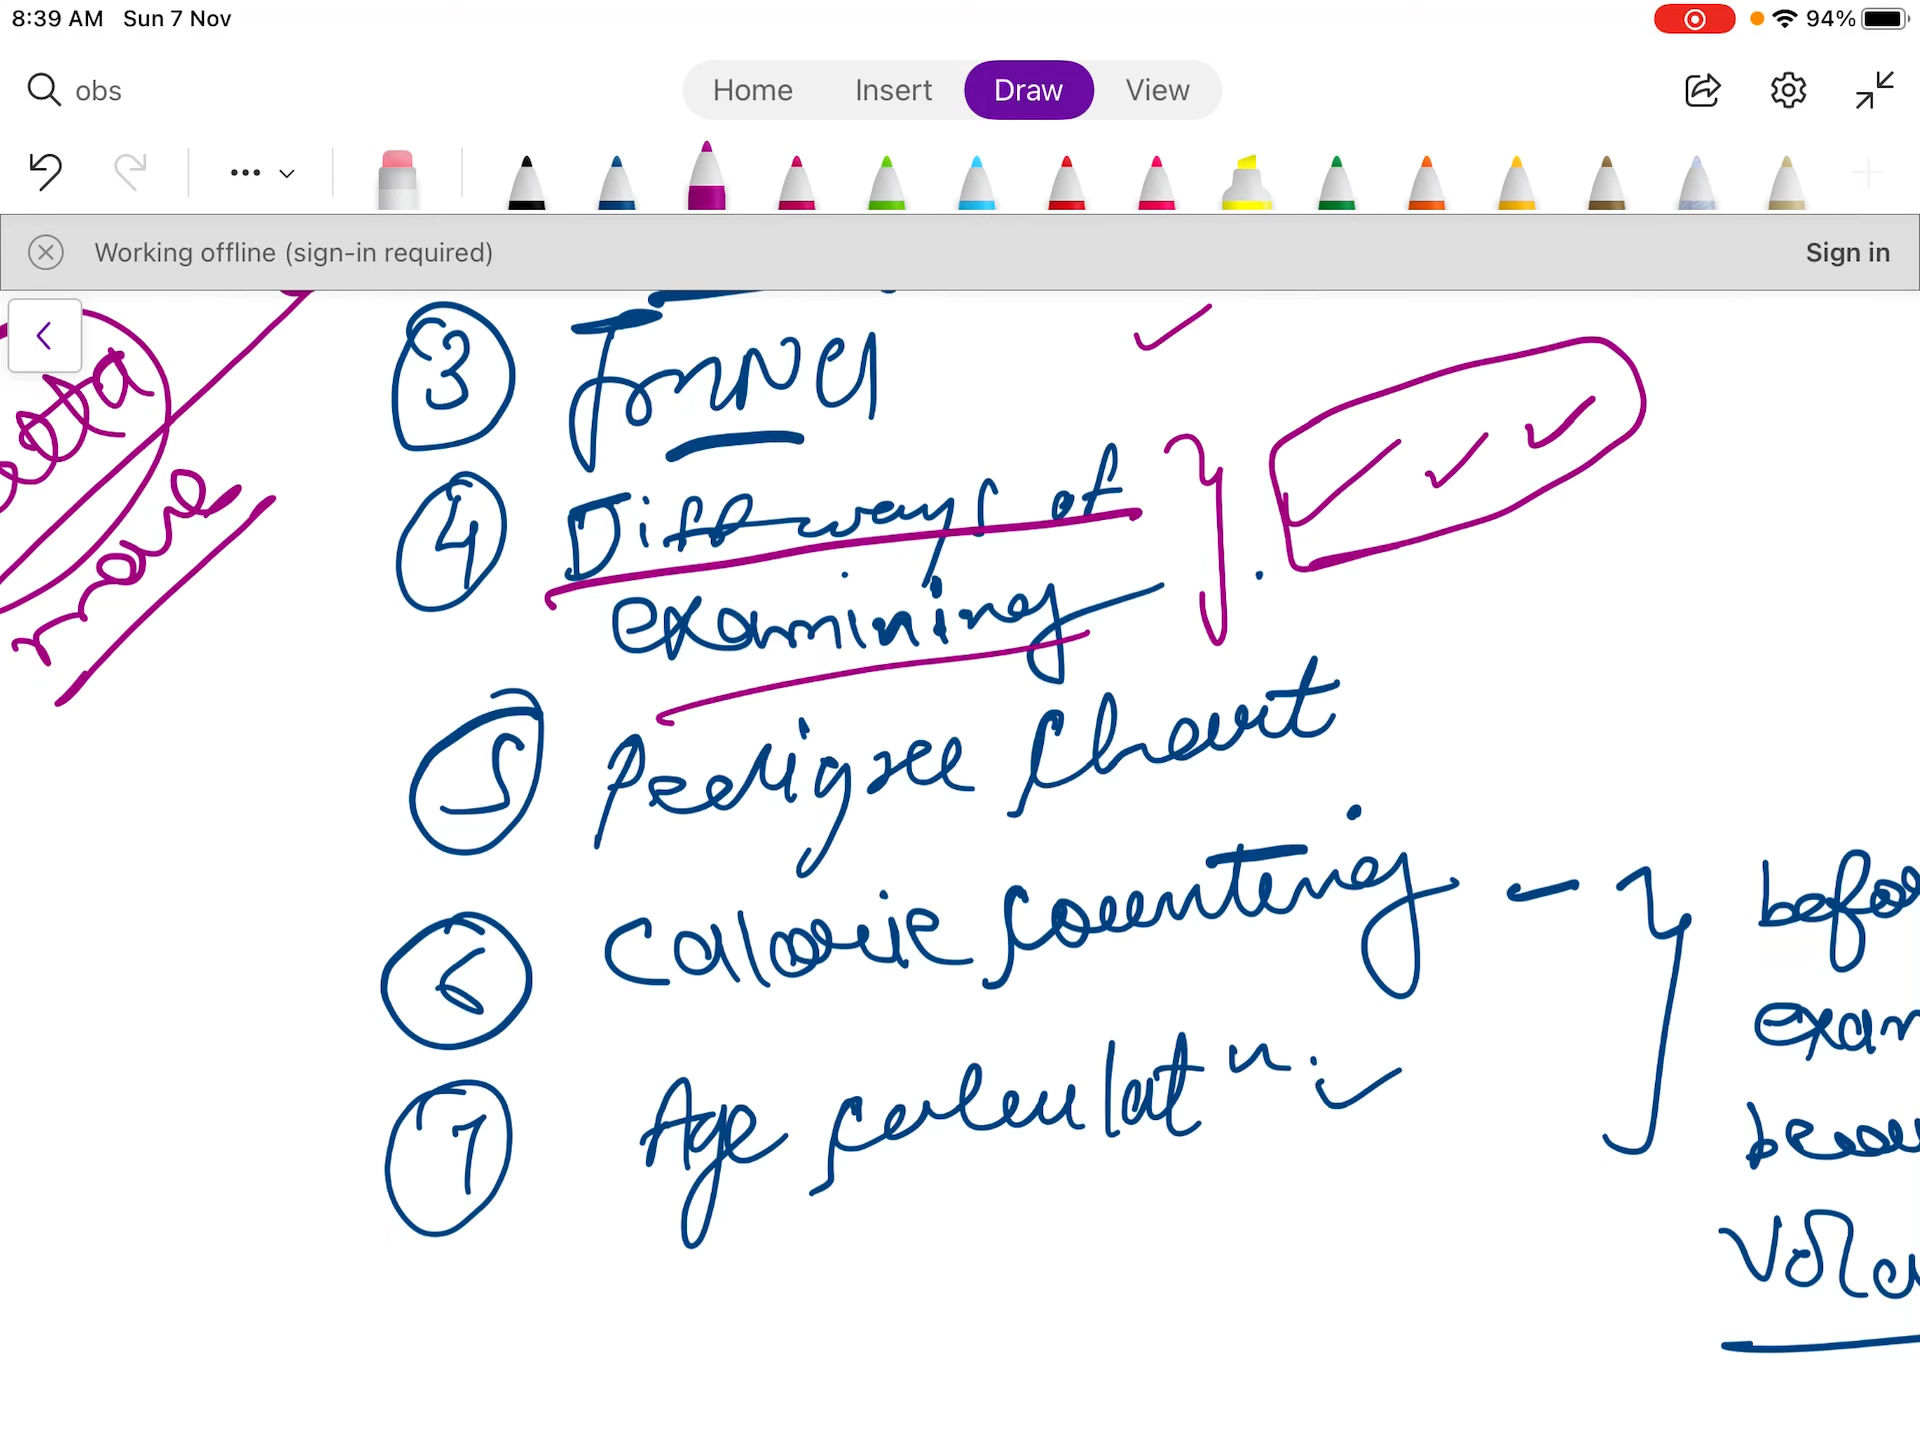 8:39 AM Sun 7 Nov
94%
obs
Home Insert Draw View
Working offline (sign-in required) Sign in
3
4 Diff ways of
examining
5 Pedigree Chart
6 Calorie Counting -
7 Age calculatn.
more